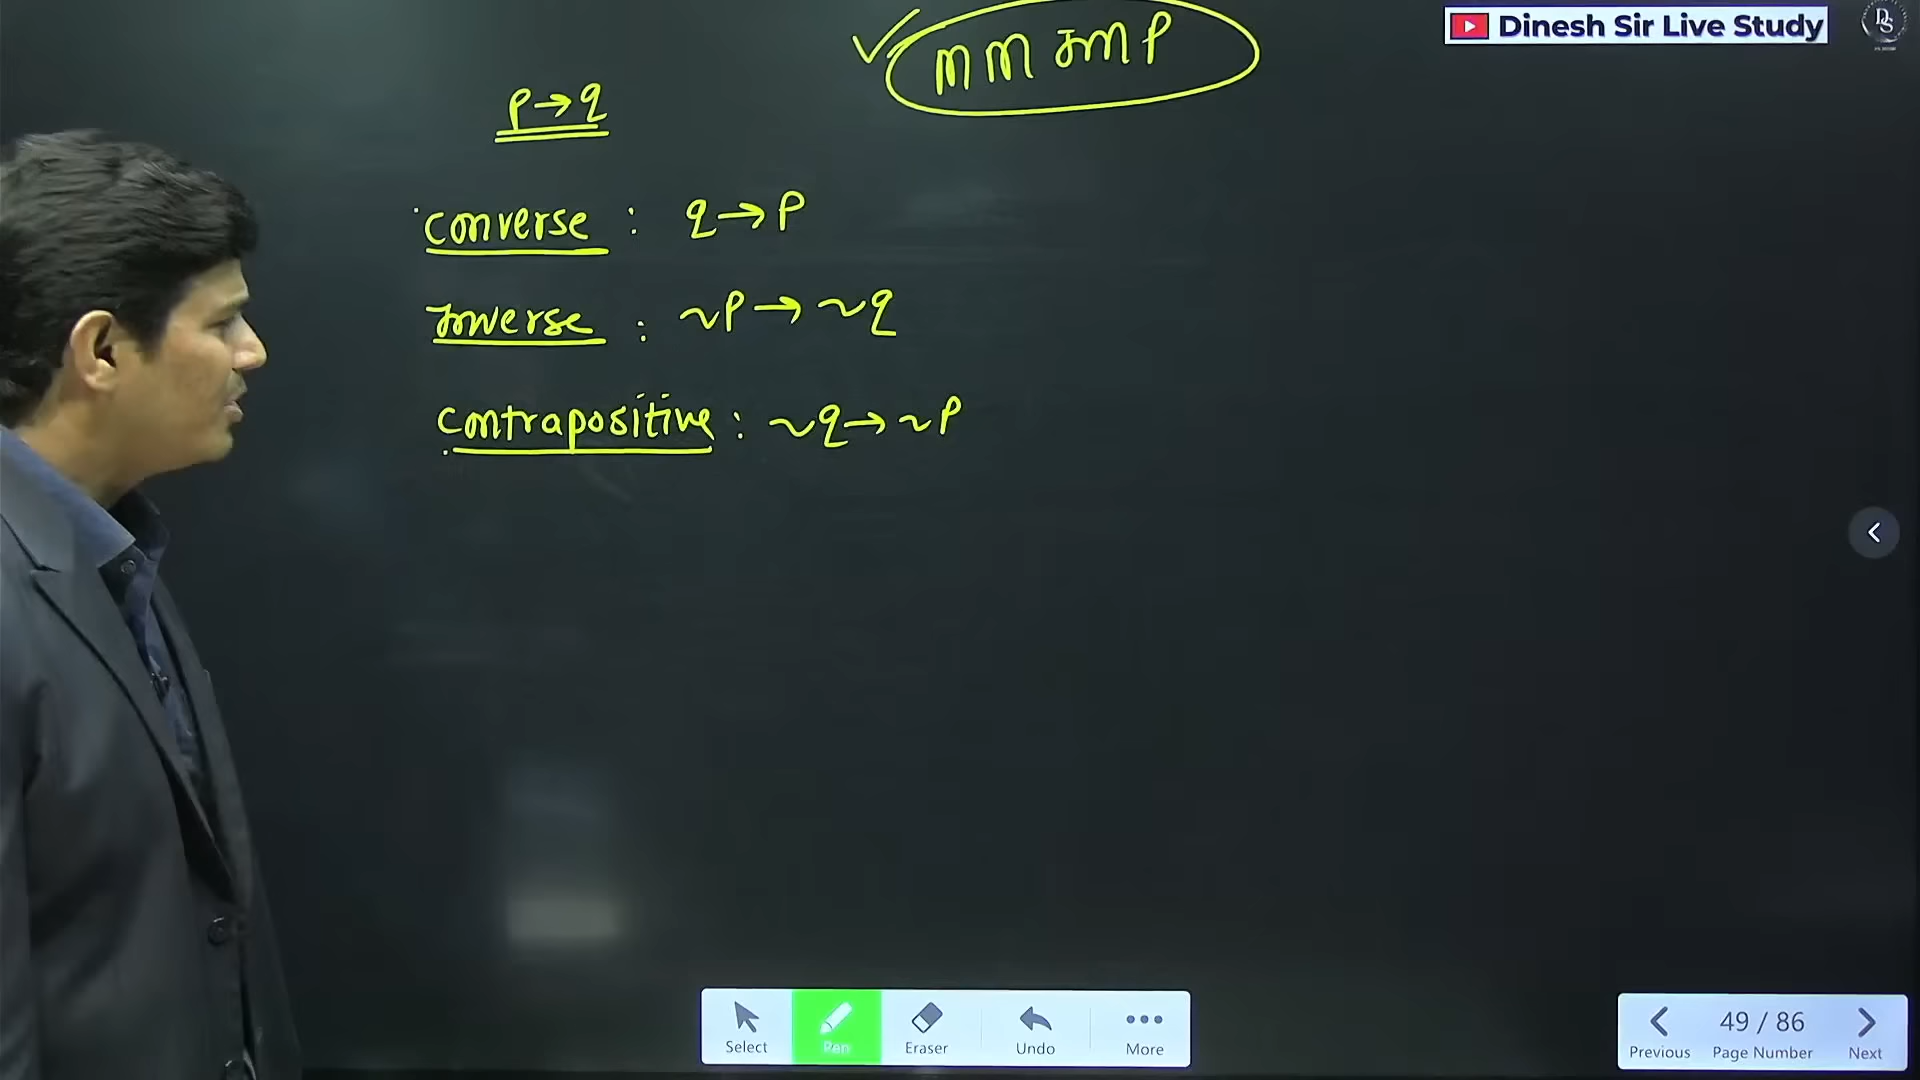 Dinesh Sir Live Study
DS
MM IMP
p → q
Converse : q → p
Inverse : ~p → ~q
Contrapositive : ~q → ~p
Select
Pen
Eraser
Undo
More
49 / 86
Previous
Page Number
Next